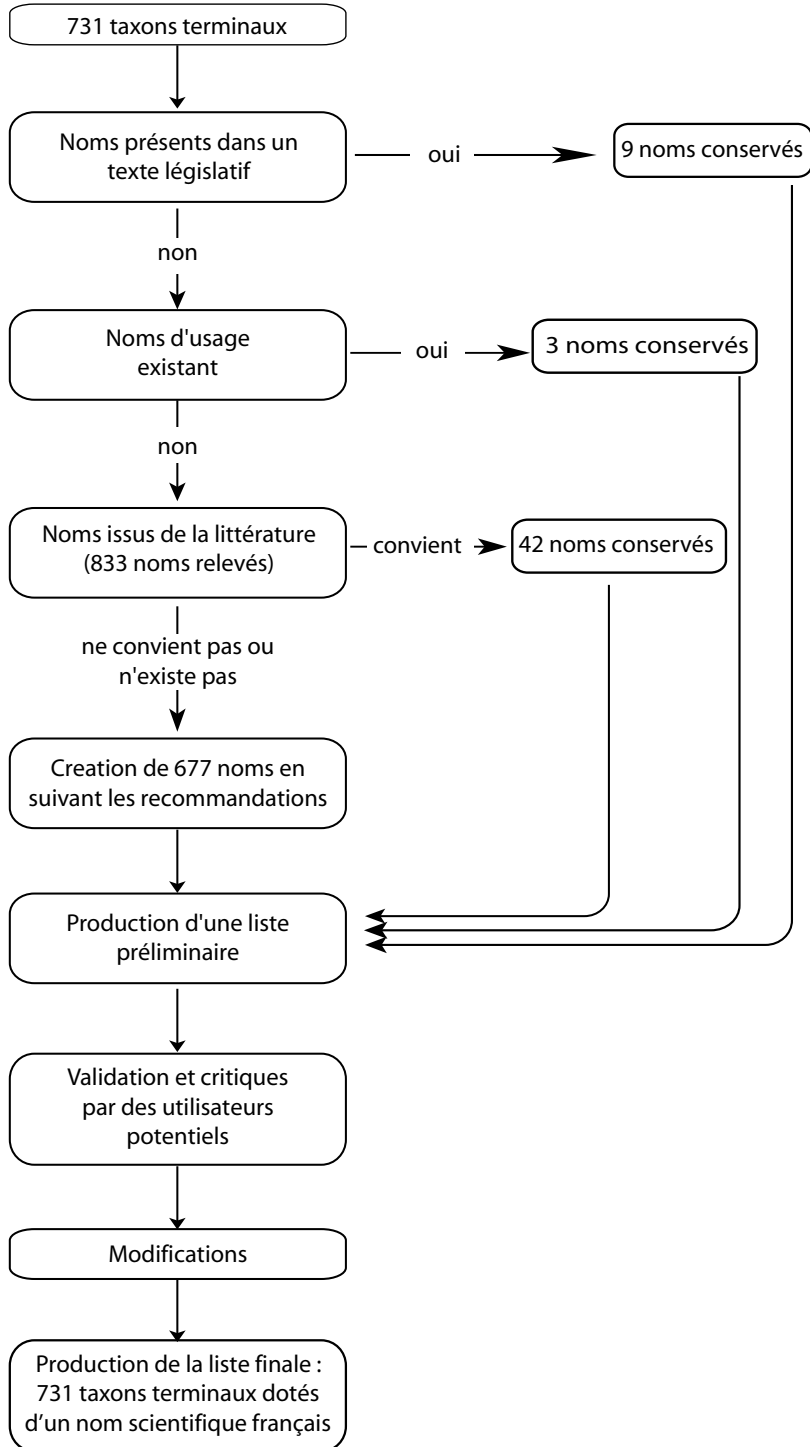 731 taxons terminaux
Noms présents dans un
texte législatif
oui
9 noms conservés
non
Noms d'usage
existant
oui
3 noms conservés
non
Noms issus de la littérature
(833 noms relevés)
convient
42 noms conservés
ne convient pas ou
n'existe pas
Creation de 677 noms en
suivant les recommandations
Production d'une liste
préliminaire
Validation et critiques
par des utilisateurs
potentiels
Modifications
Production de la liste finale :
731 taxons terminaux dotés
d’un nom scientifique français